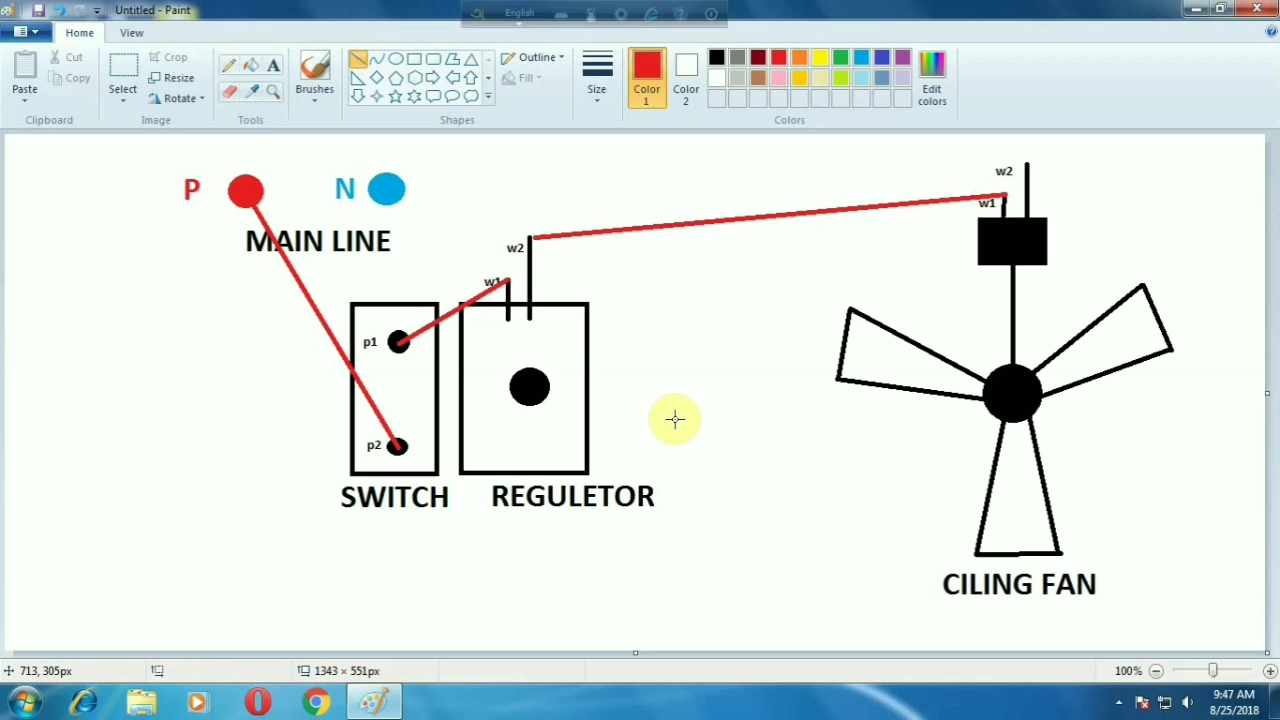 Untitled - Paint
English
Home
View
Paste
Cut
Copy
Clipboard
Select
Crop
Resize
Rotate
Image
A
Tools
Brushes
Shapes
Outline
Fill
Size
Color
1
Color
2
Edit
colors
Colors
P
N
MAIN LINE
w2
w1
w2
w1
p1
p2
SWITCH
REGULETOR
CILING FAN
713, 305px
1343 × 551px
100%
9:47 AM
8/25/2018